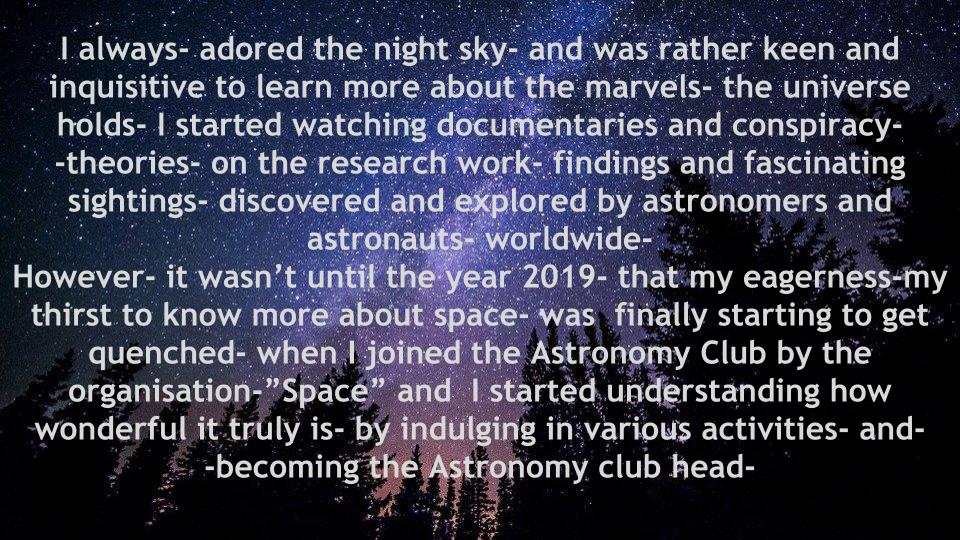 I always- adored the night sky- and was rather keen and
inquisitive to learn more about the marvels- the universe
holds- I started watching documentaries and conspiracy-
-theories- on the research work- findings and fascinating
sightings- discovered and explored by astronomers and
astronauts- worldwide-
However- it wasn’t until the year 2019- that my eagerness-my
thirst to know more about space- was  finally starting to get
quenched- when I joined the Astronomy Club by the
organisation-”Space” and  I started understanding how
wonderful it truly is- by indulging in various activities- and-
-becoming the Astronomy club head-